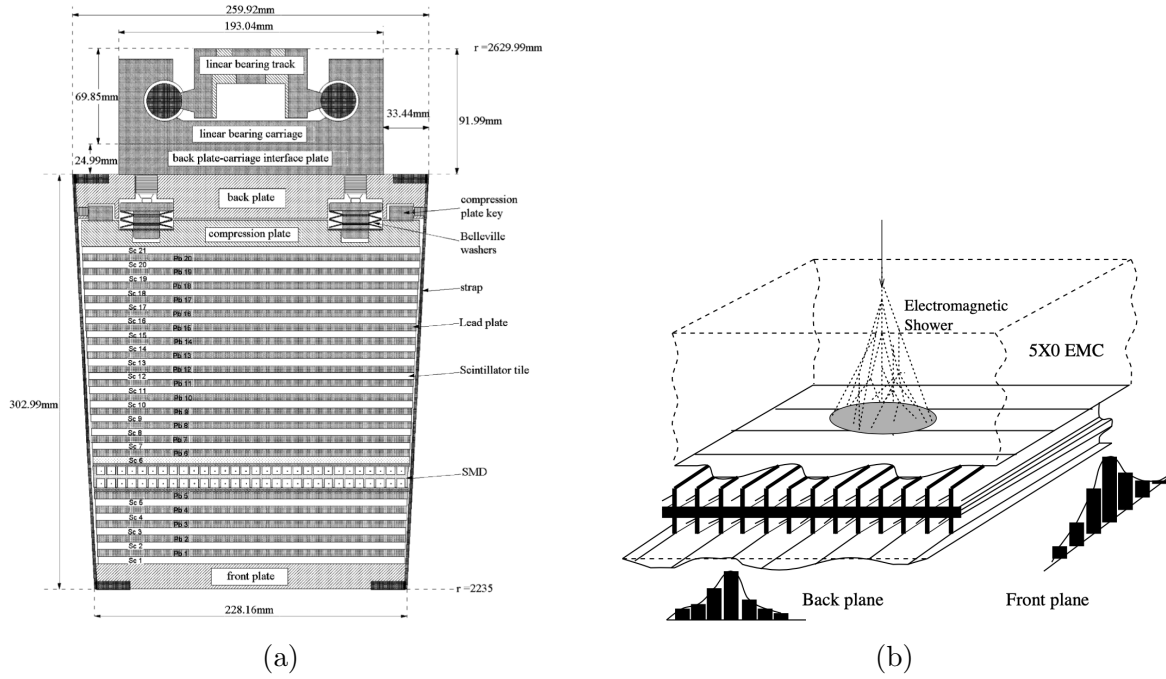 259.92mm
193.04mm
r =2629.99mm
linear bearing track
69.85mm
33.44mm
91.99mm
linear bearing carriage
24.99mm
back plate-carriage interface plate
back plate
compression
plate key
compression plate
Belleville
washers
Sc 21
Pb 20
Sc 20
Pb 19
Sc 19
Pb 18
Sc 18
Pb 17
Sc 17
Pb 16
Sc 16
Pb 15
Sc 15
Pb 14
Sc 14
Pb 13
Sc 13
Pb 12
Sc 12
Pb 11
Sc 11
Pb 10
Sc 10
Pb 9
Sc 9
Pb 8
Sc 8
Pb 7
Sc 7
Pb 6
Sc 6
strap
Lead plate
Scintillator tile
302.99mm
SMD
Pb 5
Sc 5
Pb 4
Sc 4
Pb 3
Sc 3
Pb 2
Sc 2
Pb 1
Sc 1
front plate
r =2235
228.16mm
(a)
Electromagnetic
Shower
5X0 EMC
Back plane
Front plane
(b)